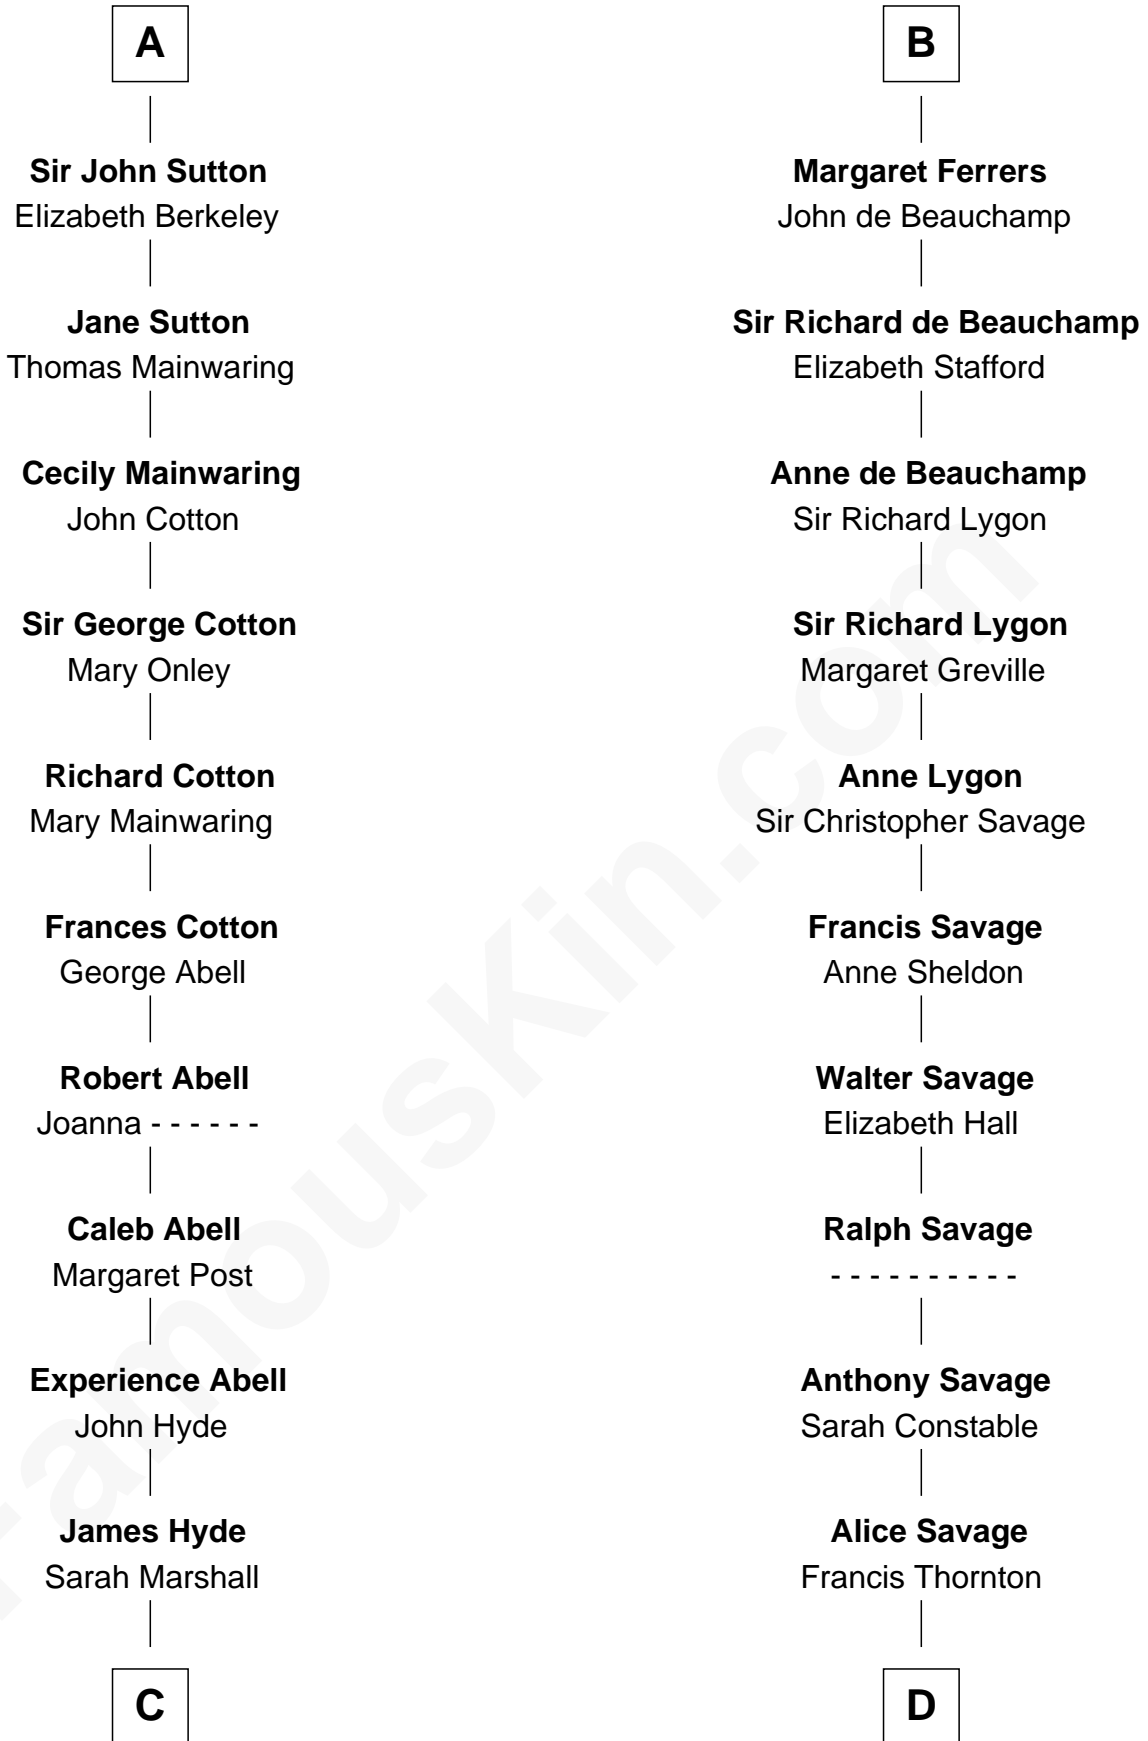 A
Sir John Sutton
Elizabeth Berkeley
Jane Sutton
Thomas Mainwaring
Cecily Mainwaring
John Cotton
Sir George Cotton
Mary Onley
Richard Cotton
Mary Mainwaring
Frances Cotton
George Abell
Robert Abell
Joanna - - - - - -
Caleb Abell
Margaret Post
Experience Abell
John Hyde
James Hyde
Sarah Marshall
C
B
Margaret Ferrers
John de Beauchamp
Sir Richard de Beauchamp
Elizabeth Stafford
Anne de Beauchamp
Sir Richard Lygon
Sir Richard Lygon
Margaret Greville
Anne Lygon
Sir Christopher Savage
Francis Savage
Anne Sheldon
Walter Savage
Elizabeth Hall
Ralph Savage
- - - - - - - - - -
Anthony Savage
Sarah Constable
Alice Savage
Francis Thornton
D
FamousKin.com